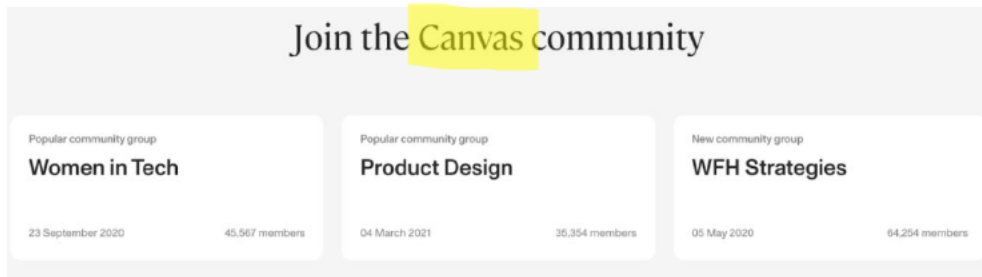 Join the Canvas community
Popular community group
Women in Tech
23 September 2020
45,567 members
Popular community group
Product Design
04 March 2021
35,354 members
New community group
WFH Strategies
05 May 2020
64,254 members